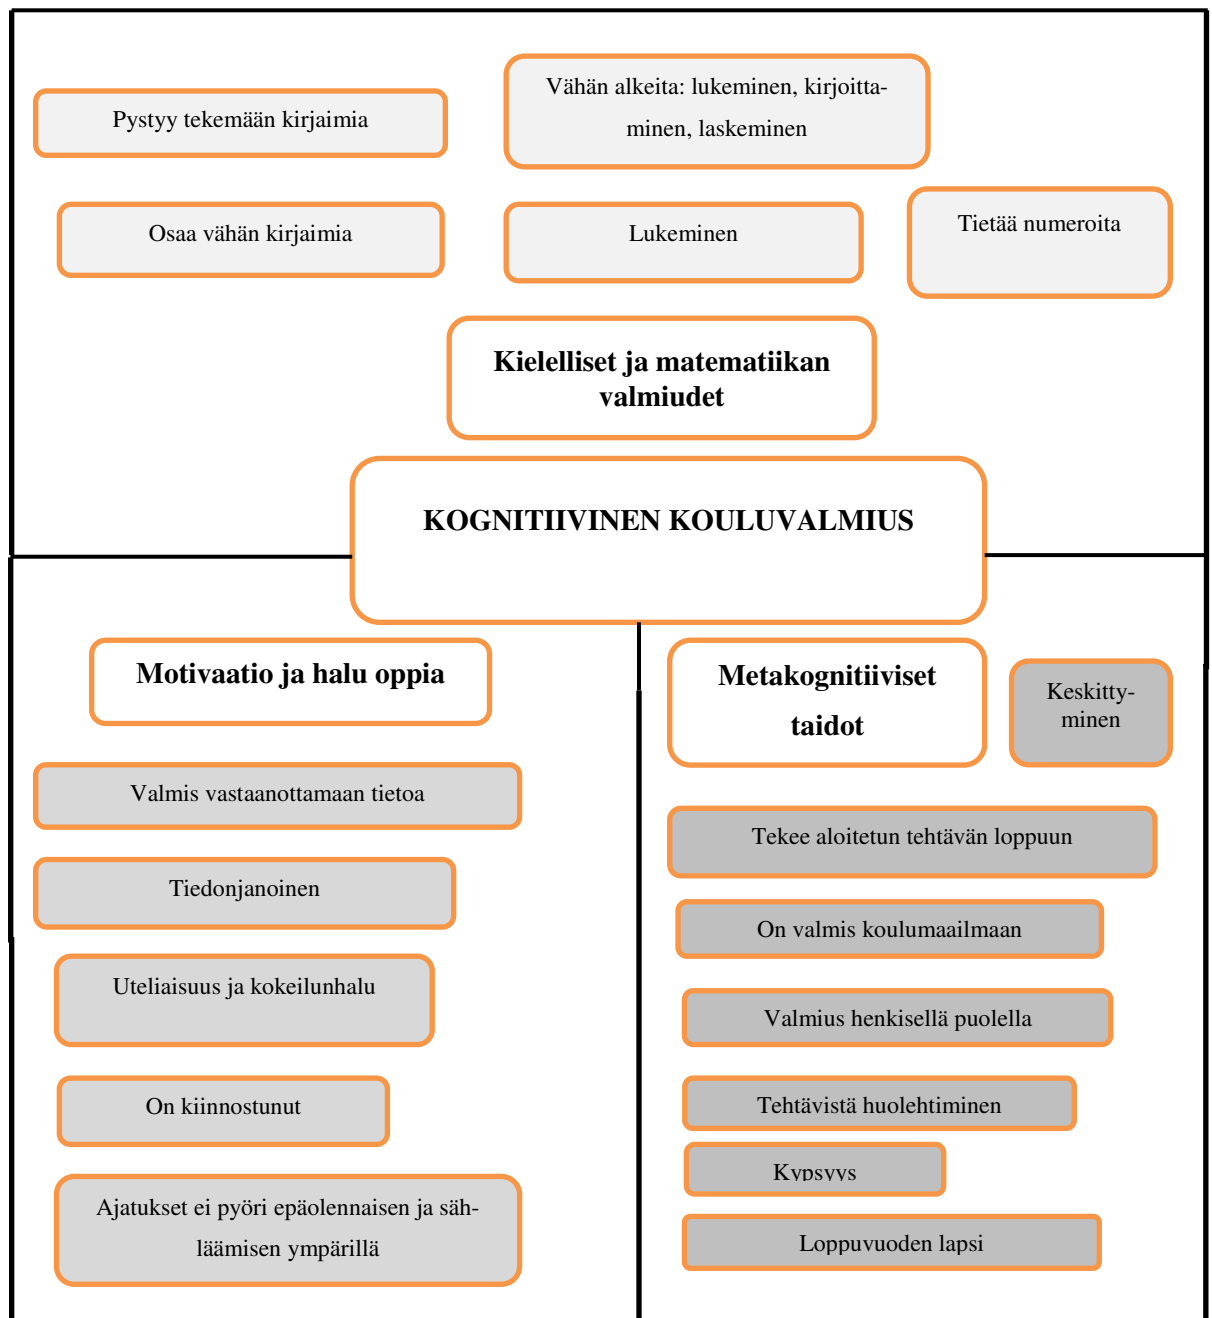 Pystyy tekemään kirjaimia
Vähän alkeita: lukeminen, kirjoitta-
minen, laskeminen
Osaa vähän kirjaimia
Lukeminen
Tietää numeroita
Kielelliset ja matematiikan
valmiudet
KOGNITIIVINEN KOULUVALMIUS
Motivaatio ja halu oppia
Valmis vastaanottamaan tietoa
Tiedonjanoinen
Uteliaisuus ja kokeilunhalu
On kiinnostunut
Ajatukset ei pyöri epäolennaisen ja säh-
läämisen ympärillä
Metakognitiiviset
taidot
Keskitty-
minen
Tekee aloitetun tehtävän loppuun
On valmis koulumaailmaan
Valmius henkisellä puolella
Tehtävistä huolehtiminen
Kypsyys
Loppuvuoden lapsi